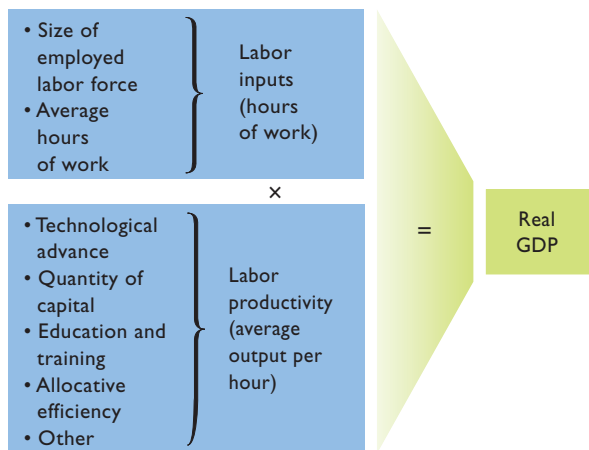 • Size of
employed
labor force
• Average
hours
of work
Labor
inputs
(hours
of work)
×
• Technological
advance
• Quantity of
capital
• Education and
training
• Allocative
efficiency
• Other
Labor
productivity
(average
output per
hour)
=
Real
GDP